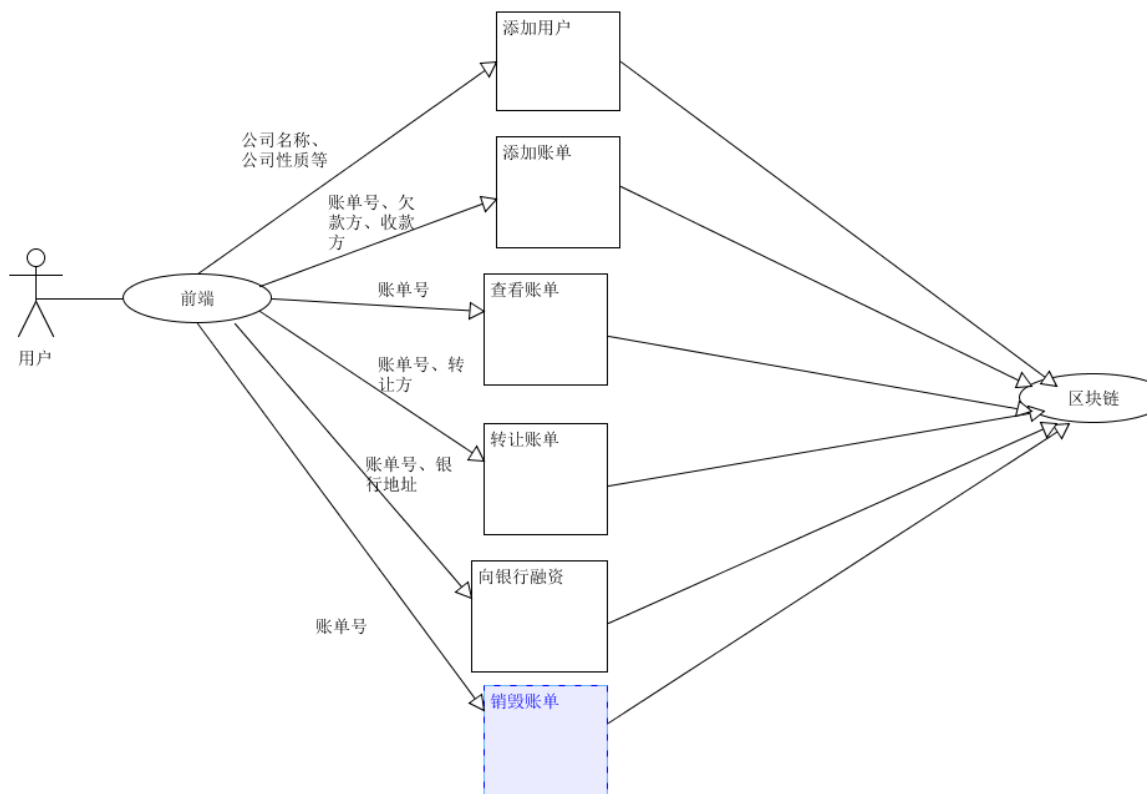 添加用户
公司名称、
公司性质等
添加账单
账单号、欠
款方、收款
方
账单号
查看账单
前端
用户
账单号、转
让方
区块链
转让账单
账单号、银
行地址
向银行融资
账单号
销毁账单